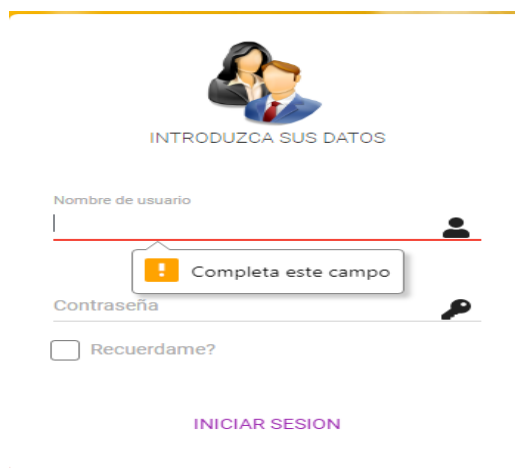 INTRODUZCA SUS DATOS
Nombre de usuario
Completa este campo
Contraseña
Recuerdame?
INICIAR SESION